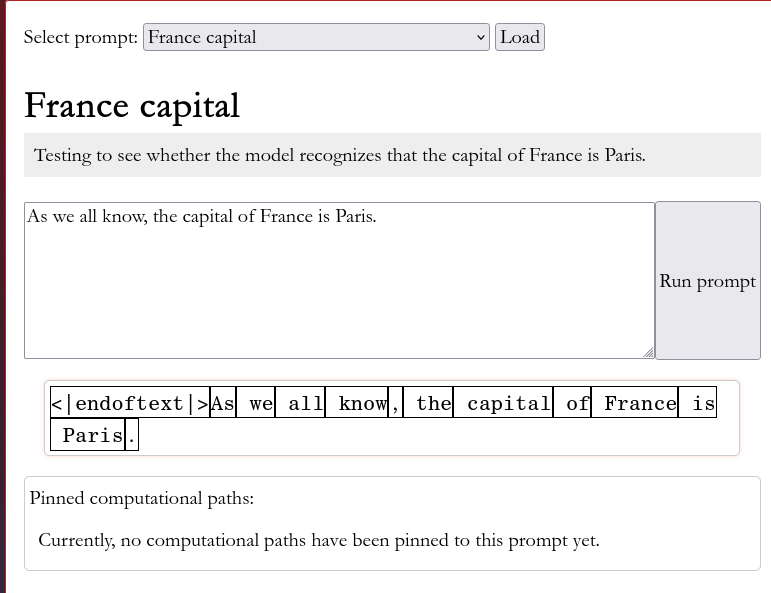 Select prompt: France capital Load
France capital
Testing to see whether the model recognizes that the capital of France is Paris.
As we all know, the capital of France is Paris.
Run prompt
<|endoftext|>As we all know, the capital of France is
Paris.
Pinned computational paths:
Currently, no computational paths have been pinned to this prompt yet.